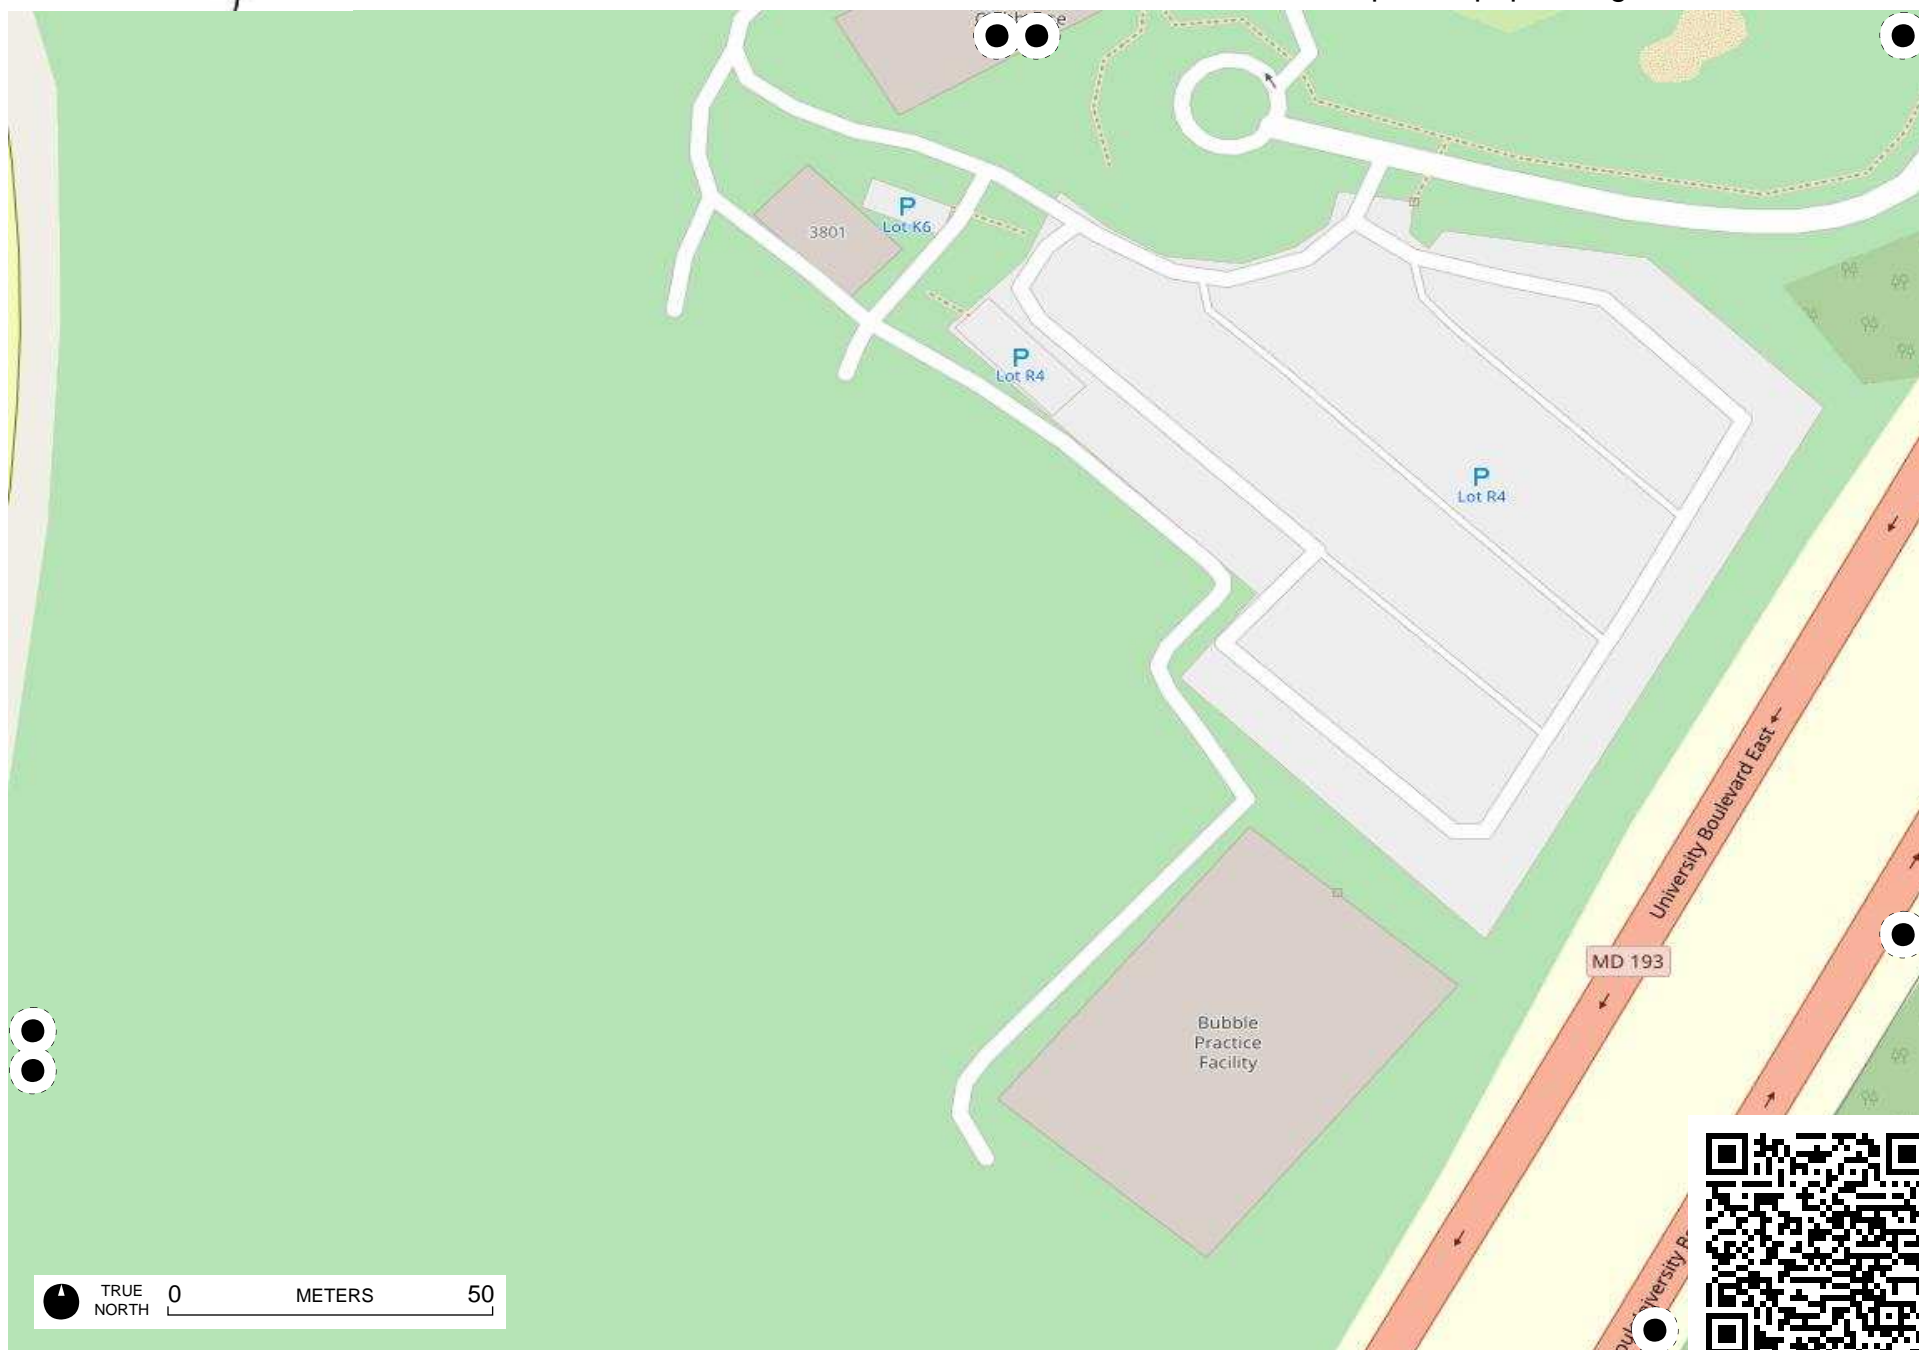 3801
P
Lot K6
P
Lot R4
P
Lot R4
University Boulevard East
MD 193
Bubble
Practice
Facility
TRUE
NORTH
0
METERS
50